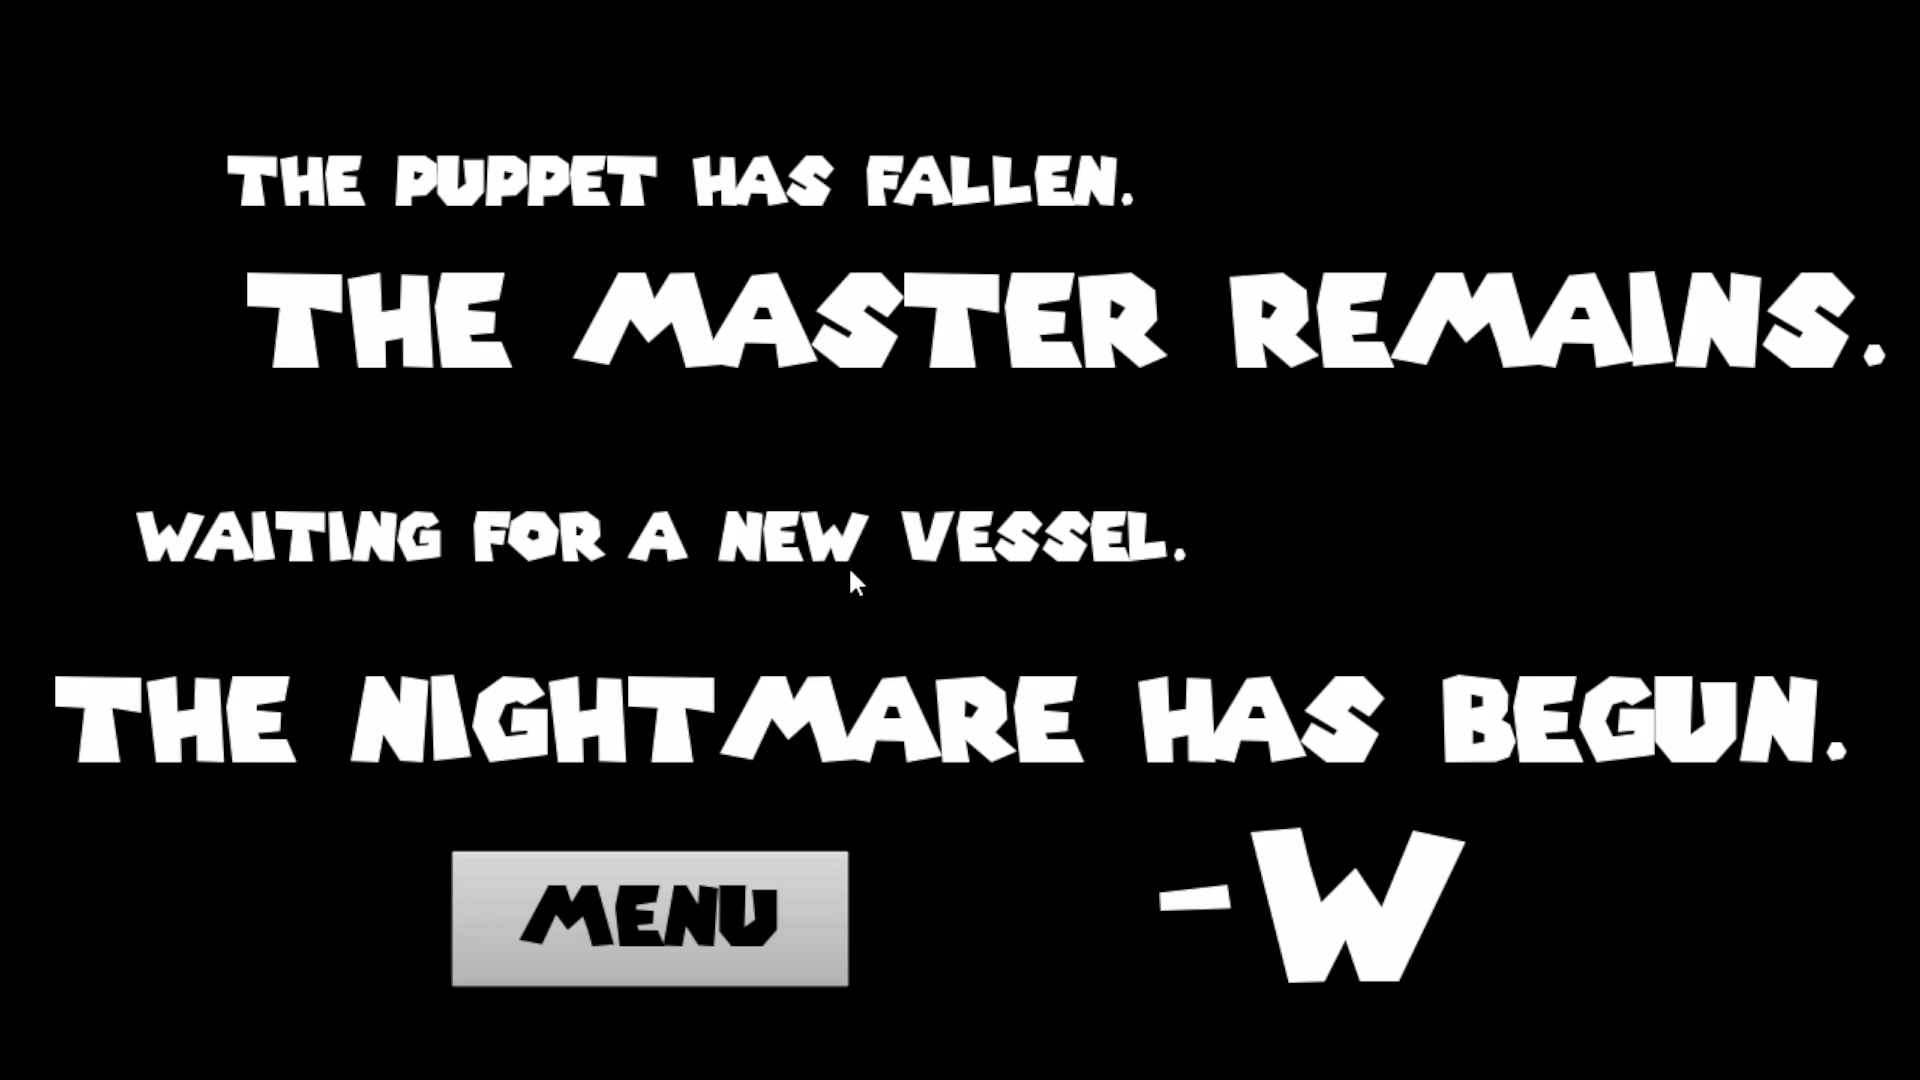 THE PUPPET HAS FALLEN.
THE MASTER REMAINS.
WAITING FOR A NEW VESSEL.
THE NIGHTMARE HAS BEGUN.
MENU
-W